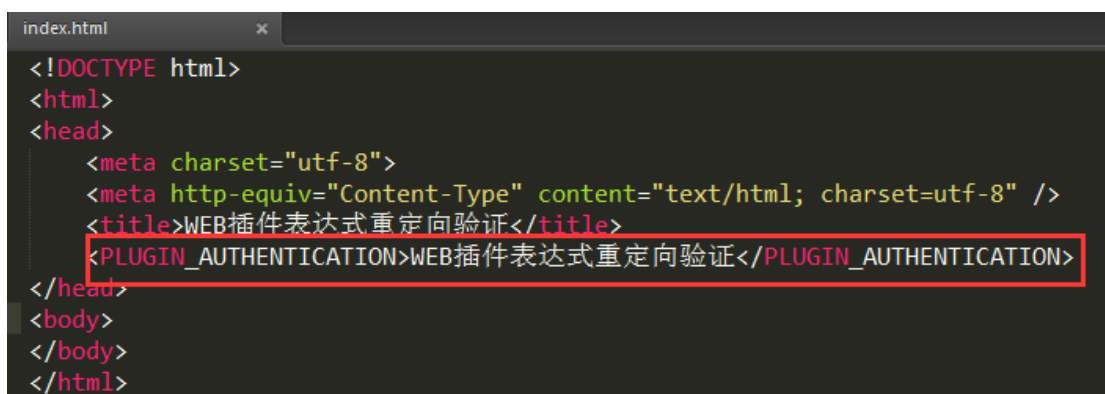 index.html ×
<!DOCTYPE html>
<html>
<head>
<meta charset="utf-8">
<meta http-equiv="Content-Type" content="text/html; charset=utf-8" />
<title>WEB插件表达式重定向验证</title>
<PLUGIN_AUTHENTICATION>WEB插件表达式重定向验证</PLUGIN_AUTHENTICATION>
</head>
<body>
</body>
</html>